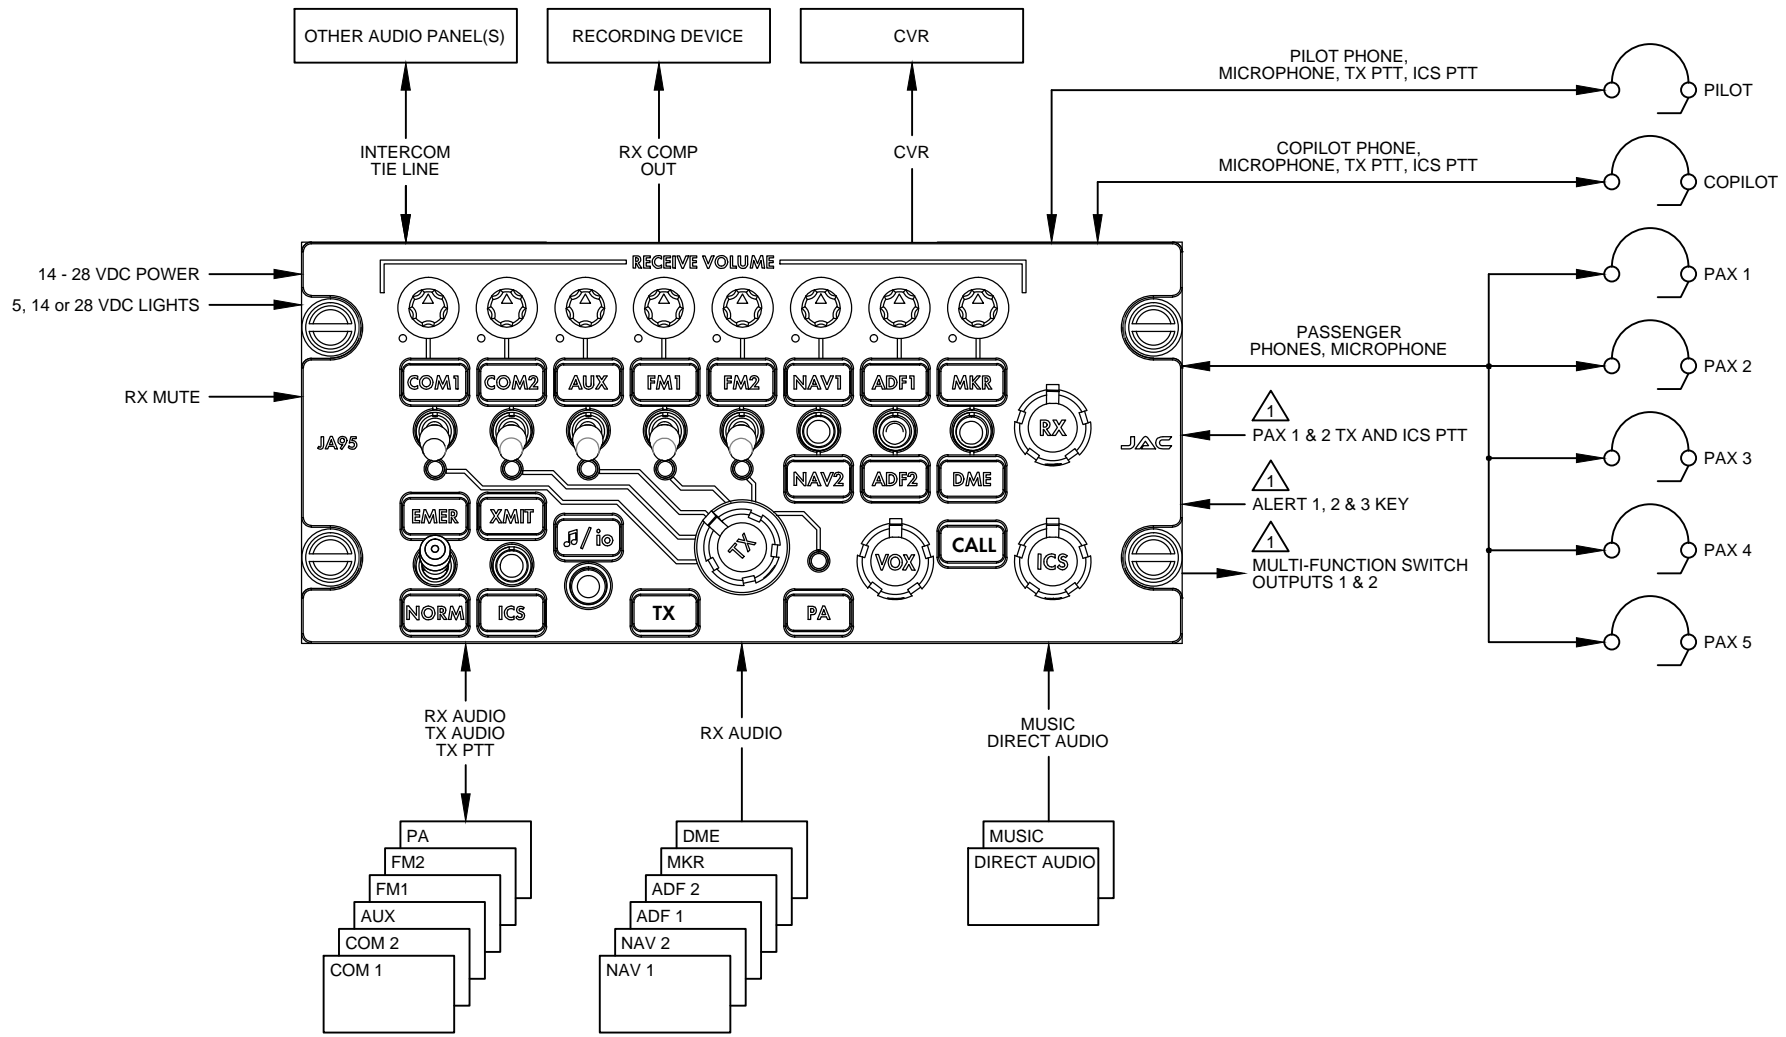 OTHER AUDIO PANEL(S)
RECORDING DEVICE
CVR
INTERCOM
TIE LINE
RX COMP
OUT
CVR
PILOT PHONE,
MICROPHONE, TX PTT, ICS PTT
PILOT
COPILOT PHONE,
MICROPHONE, TX PTT, ICS PTT
COPILOT
14 - 28 VDC POWER
5, 14 or 28 VDC LIGHTS
RX MUTE
RECEIVE VOLUME
COM1
COM2
AUX
FM1
FM2
NAV1
ADF1
MKR
JA95
RX
JAC
NAV2
ADF2
DME
EMER
XMIT
♫/io
TX
VOX
CALL
ICS
NORM
ICS
TX
PA
PASSENGER
PHONES, MICROPHONE
1
PAX 1 & 2 TX AND ICS PTT
1
ALERT 1, 2 & 3 KEY
1
MULTI-FUNCTION SWITCH
OUTPUTS 1 & 2
PAX 1
PAX 2
PAX 3
PAX 4
PAX 5
RX AUDIO
TX AUDIO
TX PTT
RX AUDIO
MUSIC
DIRECT AUDIO
PA
FM2
FM1
AUX
COM 2
COM 1
DME
MKR
ADF 2
ADF 1
NAV 2
NAV 1
MUSIC
DIRECT AUDIO